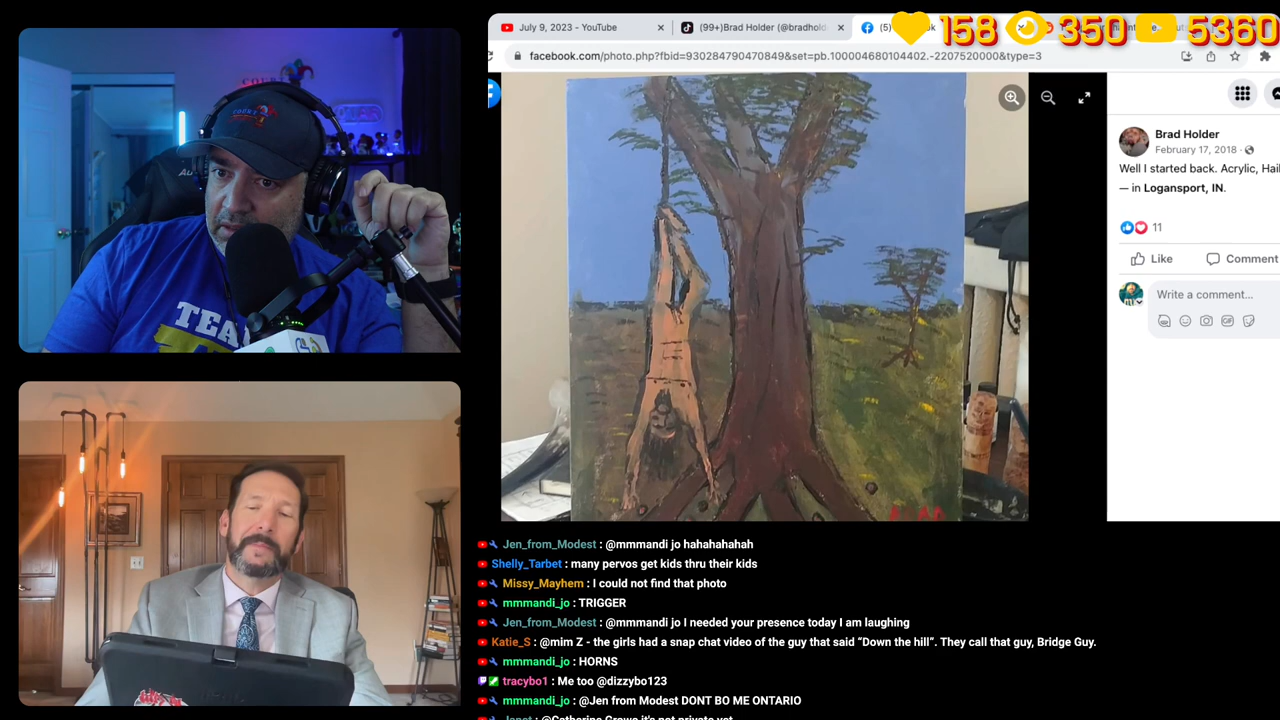 158 350 5360
July 9, 2023 - YouTube
(99+)Brad Holder (@bradhold
(5)
facebook.com/photo.php?fbid=930284790470849&set=pb.100004680104402.-2207520000&type=3
COURT
TEAM
Brad Holder
February 17, 2018 ·
Well I started back. Acrylic, Hail
— in Logansport, IN.
11
Like Comment
Write a comment...
GIF
Jen_from_Modest : @mmmandi jo hahahahahah
Shelly_Tarbet : many pervos get kids thru their kids
Missy_Mayhem : I could not find that photo
mmmandi_jo : TRIGGER
Jen_from_Modest : @mmmandi jo I needed your presence today I am laughing
Katie_S : @mim Z - the girls had a snap chat video of the guy that said “Down the hill”. They call that guy, Bridge Guy.
mmmandi_jo : HORNS
tracybo1 : Me too @dizzybo123
mmmandi_jo : @Jen from Modest DONT BO ME ONTARIO